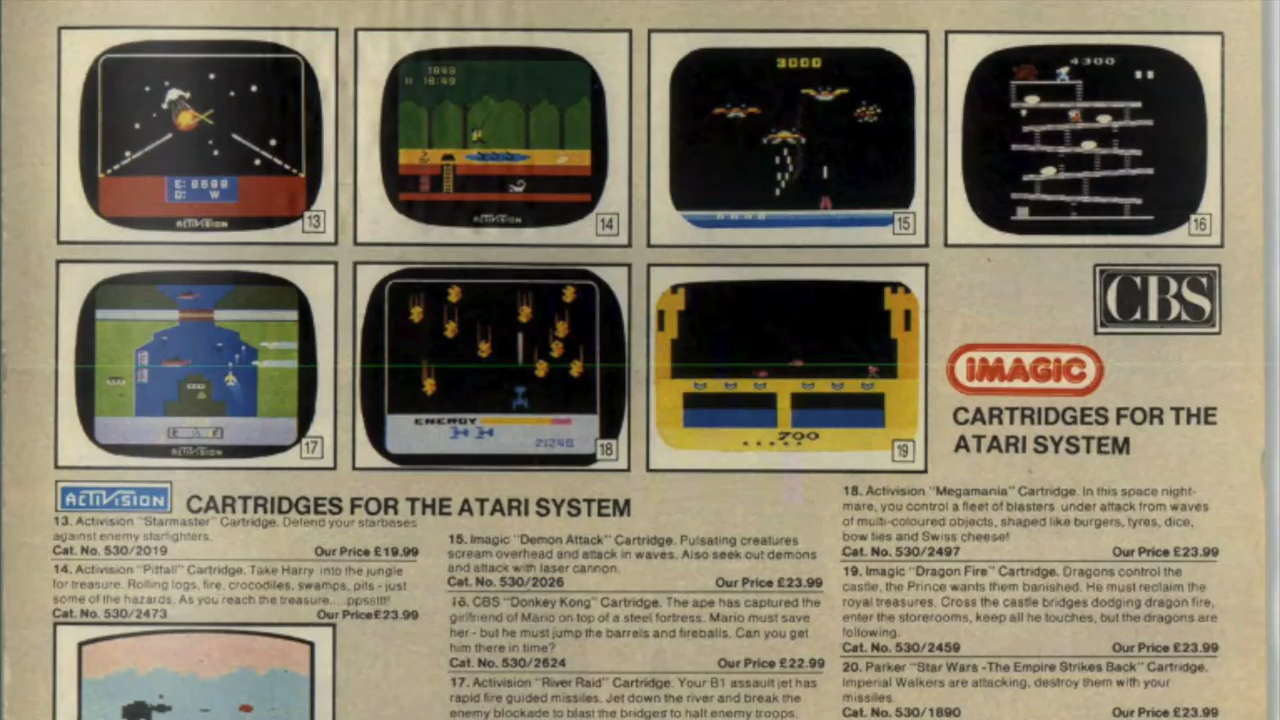 1843
18:49
3000
4300
E: 6698
D: W
ACTIVISION
13
ACTIVISION
14
15
16
CBS
IMAGIC
CARTRIDGES FOR THE
ATARI SYSTEM
ACTIVISION
17
ENERGY
21248
18
700
19
ACTIVISION CARTRIDGES FOR THE ATARI SYSTEM
13. Activision "Starmaster" Cartridge. Defend your starbases
against enemy starfighters.
Cat. No. 530/2019 Our Price £19.99
14. Activision "Pitfall" Cartridge. Take Harry into the jungle
for treasure. Rolling logs, fire, crocodiles, swamps, pits - just
some of the hazards. As you reach the treasure... ppssttt!
Cat. No. 530/2473 Our Price £23.99
15. Imagic "Demon Attack" Cartridge. Pulsating creatures
scream overhead and attack in waves. Also seek out demons
and attack with laser cannon.
Cat. No. 530/2026 Our Price £23.99
16. CBS "Donkey Kong" Cartridge. The ape has captured the
girlfriend of Mario on top of a steel fortress. Mario must save
her - but he must jump the barrels and fireballs. Can you get
him there in time?
Cat. No. 530/2624 Our Price £22.99
17. Activision "River Raid" Cartridge. Your B1 assault jet has
rapid fire guided missiles. Jet down the river and break the
enemy blockade to blast the bridges to halt enemy troops.
18. Activision "Megamania" Cartridge. In this space night-
mare, you control a fleet of blasters under attack from waves
of multi-coloured objects, shaped like burgers, tyres, dice,
bow ties and Swiss cheese!
Cat. No. 530/2497 Our Price £23.99
19. Imagic "Dragon Fire" Cartridge. Dragons control the
castle, the Prince wants them banished. He must reclaim the
royal treasures. Cross the castle bridges dodging dragon fire,
enter the storerooms, keep all he touches, but the dragons are
following.
Cat. No. 530/2459 Our Price £23.99
20. Parker "Star Wars -The Empire Strikes Back" Cartridge.
Imperial Walkers are attacking, destroy them with your
missiles.
Cat. No. 530/1890 Our Price £23.99